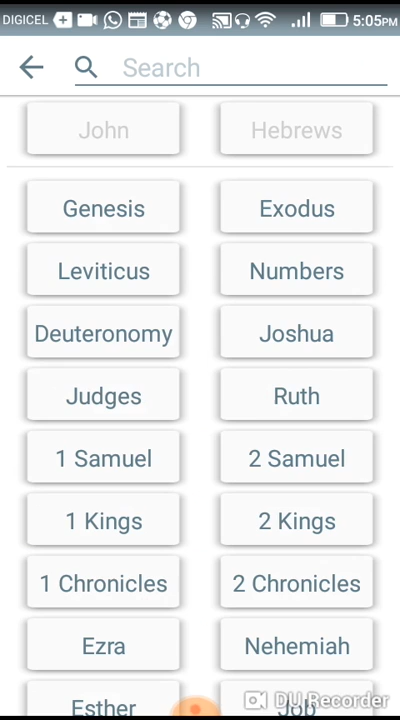 DIGICEL 5:05PM
Search
John Hebrews
Genesis Exodus
Leviticus Numbers
Deuteronomy Joshua
Judges Ruth
1 Samuel 2 Samuel
1 Kings 2 Kings
1 Chronicles 2 Chronicles
Ezra Nehemiah
Esther Job
DU Recorder